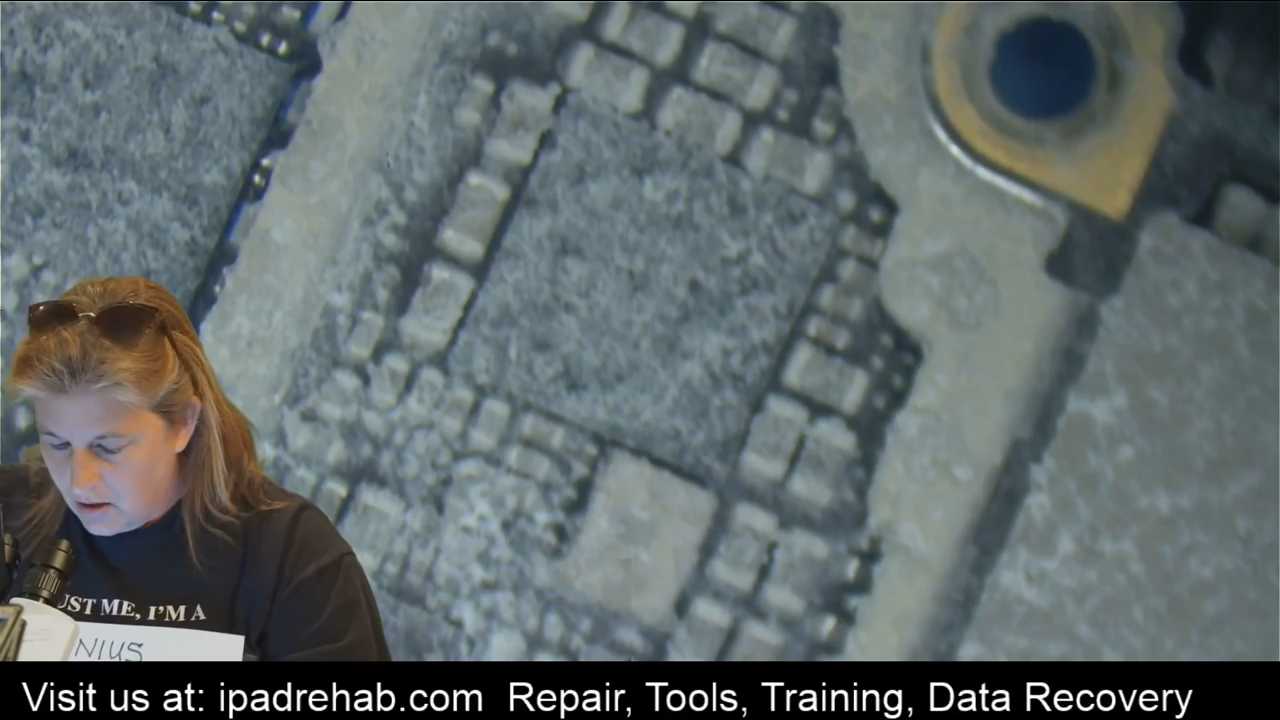 UST ME, I'M A
NIUS
Visit us at: ipadrehab.com Repair, Tools, Training, Data Recovery